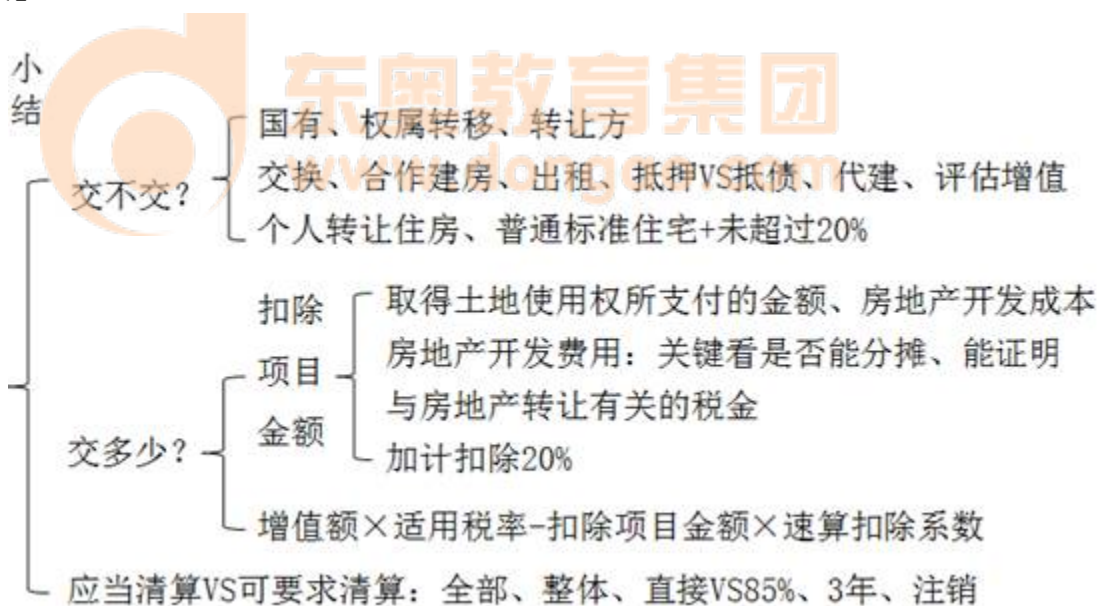 小
结
东奥教育集团
www.dongao.com
国有、权属转移、转让方
交不交？
交换、合作建房、出租、抵押VS抵债、代建、评估增值
个人转让住房、普通标准住宅+未超过20%
扣除
项目
金额
取得土地使用权所支付的金额、房地产开发成本
房地产开发费用：关键看是否能分摊、能证明
与房地产转让有关的税金
加计扣除20%
交多少？
增值额×适用税率-扣除项目金额×速算扣除系数
应当清算VS可要求清算：全部、整体、直接VS85%、3年、注销